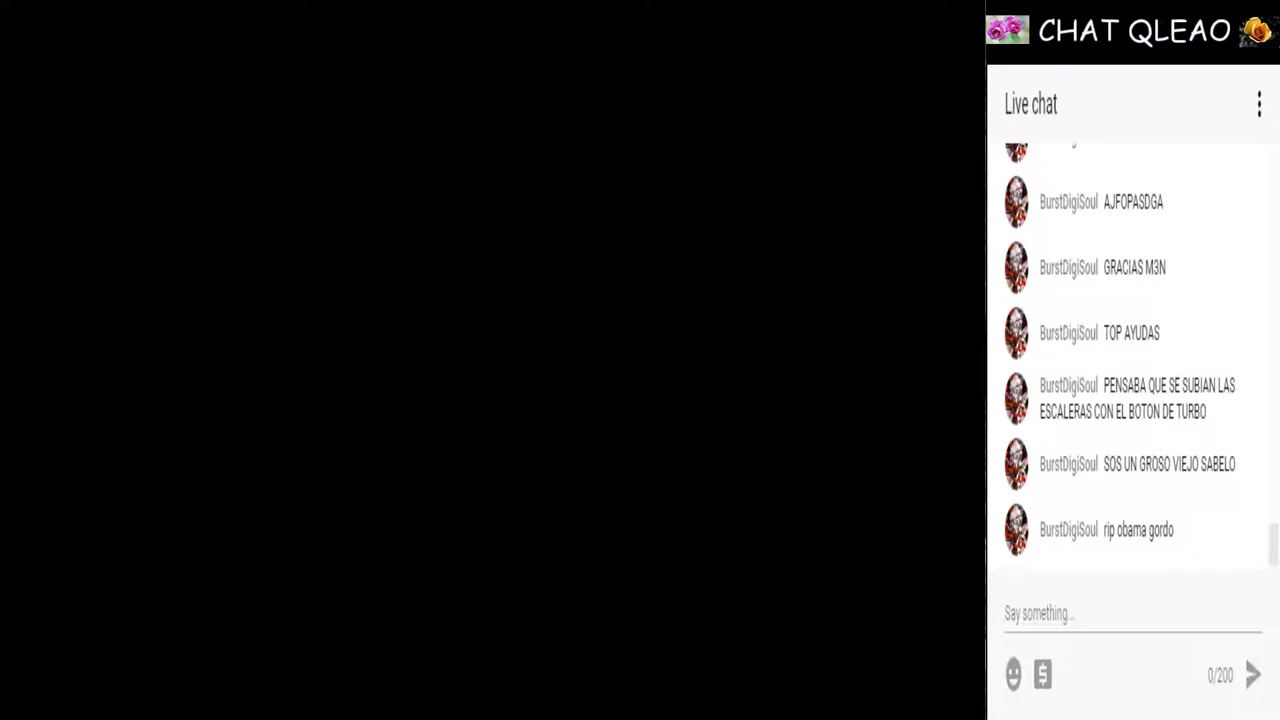 CHAT QLEAO
Live chat
BurstDigiSoul AJFOPASDGA
BurstDigiSoul GRACIAS M3N
BurstDigiSoul TOP AYUDAS
BurstDigiSoul PENSABA QUE SE SUBIAN LAS
ESCALERAS CON EL BOTON DE TURBO
BurstDigiSoul SOS UN GROSO VIEJO SABELO
BurstDigiSoul rip obama gordo
Say something...
0/200